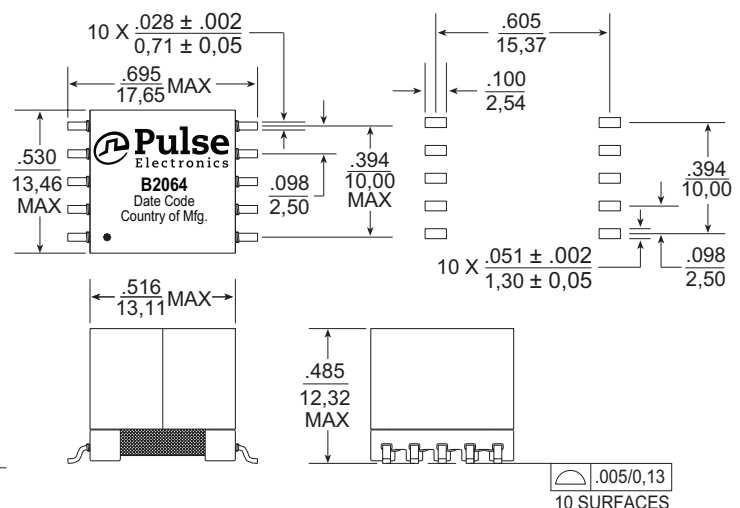 10 X .028 ± .002
0,71 ± 0,05
.695
17,65
MAX
.530
13,46
MAX
Pulse
Electronics
B2064
Date Code
Country of Mfg.
.098
2,50
.394
10,00
MAX
.605
15,37
.100
2,54
.394
10,00
10 X .051 ± .002
1,30 ± 0,05
.098
2,50
.516
13,11
MAX
.485
12,32
MAX
.005/0,13
10 SURFACES